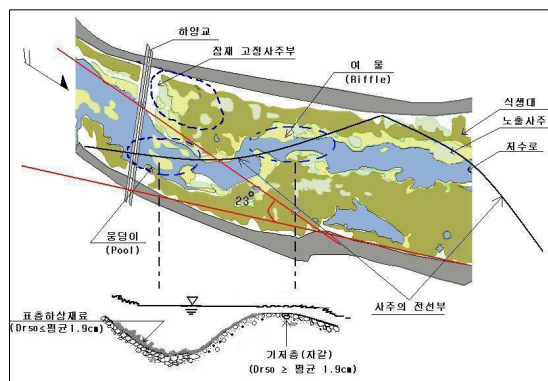 하양교
잠재 고정사주부
여 울
(Riffle)
식생대
노출사주
저수로
23°
웅덩이
(Pool)
사주의 전선부
표층하상재료
(Dr50≤평균1.9cm)
기저층(자갈)
(Dr50 ≥ 평균 1.9cm)